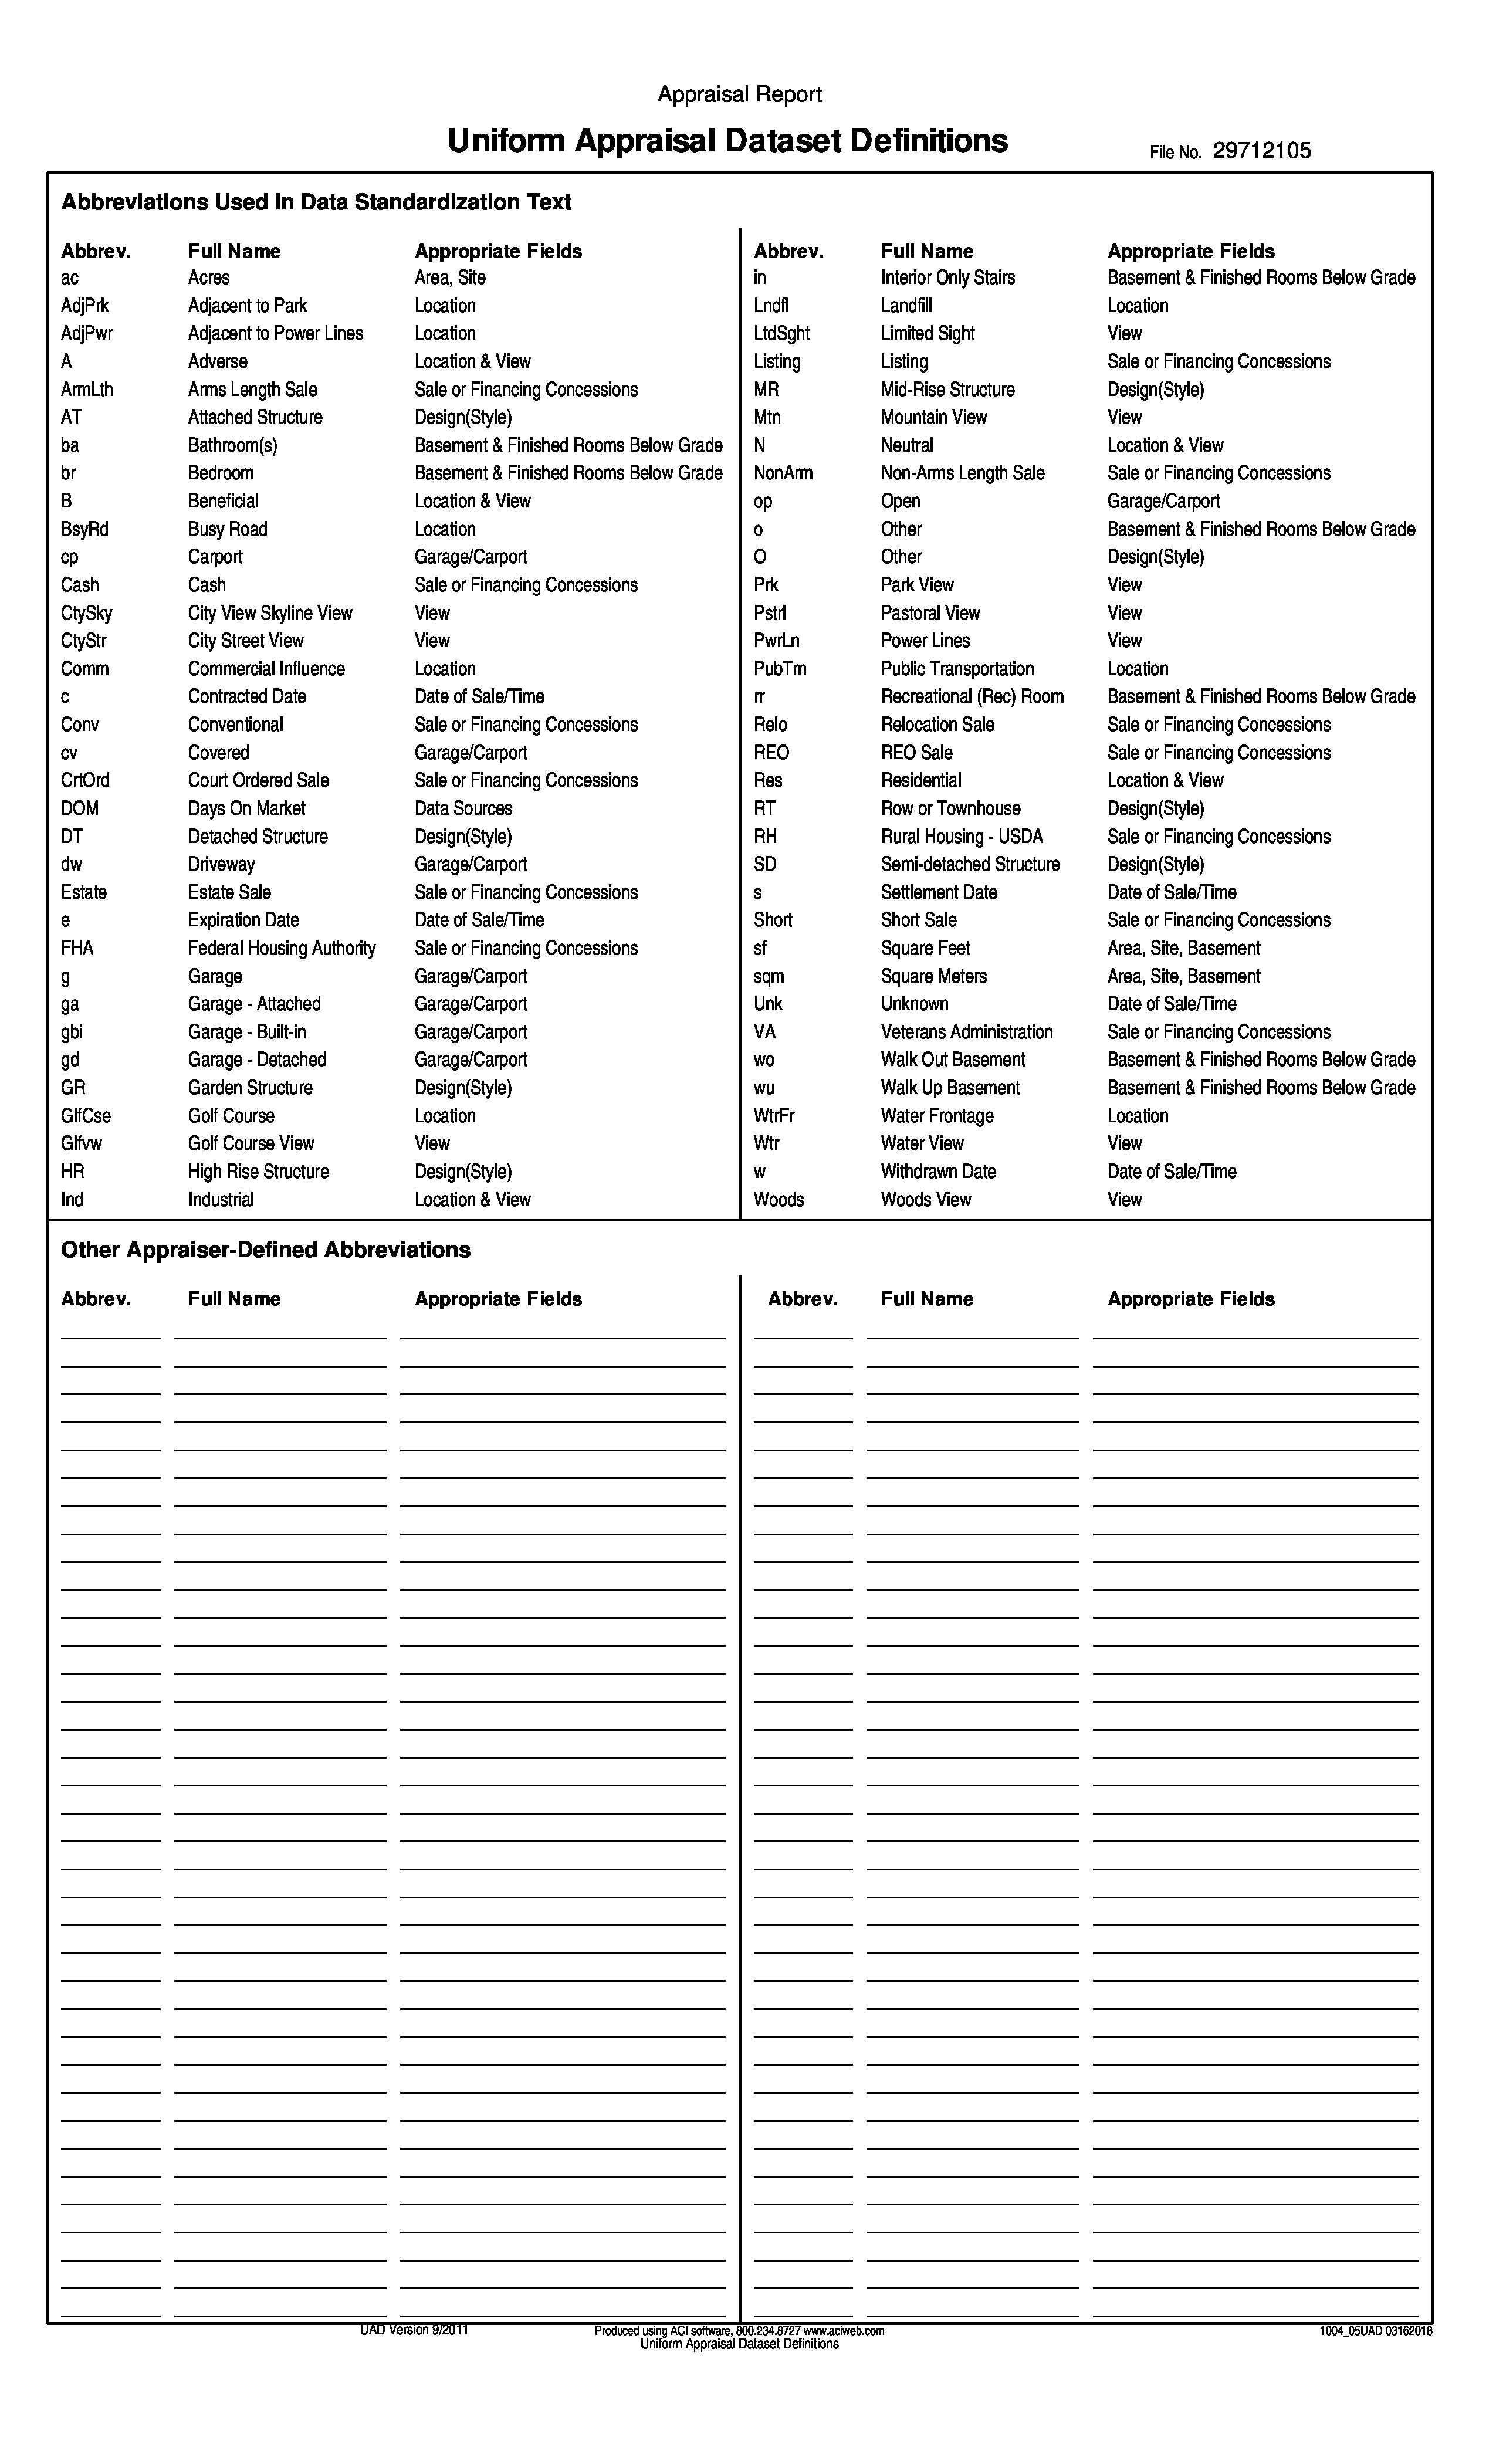 Appraisal Report
Uniform Appraisal Dataset Definitions
File No. 29712105
Abbreviations Used in Data Standardization Text
Abbrev. Full Name Appropriate Fields
ac Acres Area, Site
AdjPrk Adjacent to Park Location
AdjPwr Adjacent to Power Lines Location
A Adverse Location & View
ArmLth Arms Length Sale Sale or Financing Concessions
AT Attached Structure Design(Style)
ba Bathroom(s) Basement & Finished Rooms Below Grade
br Bedroom Basement & Finished Rooms Below Grade
B Beneficial Location & View
BsyRd Busy Road Location
cp Carport Garage/Carport
Cash Cash Sale or Financing Concessions
CtySky City View Skyline View View
CtyStr City Street View View
Comm Commercial Influence Location
c Contracted Date Date of Sale/Time
Conv Conventional Sale or Financing Concessions
cv Covered Garage/Carport
CrtOrd Court Ordered Sale Sale or Financing Concessions
DOM Days On Market Data Sources
DT Detached Structure Design(Style)
dw Driveway Garage/Carport
Estate Estate Sale Sale or Financing Concessions
e Expiration Date Date of Sale/Time
FHA Federal Housing Authority Sale or Financing Concessions
g Garage Garage/Carport
ga Garage - Attached Garage/Carport
gbi Garage - Built-in Garage/Carport
gd Garage - Detached Garage/Carport
GR Garden Structure Design(Style)
GlfCse Golf Course Location
Glfvw Golf Course View View
HR High Rise Structure Design(Style)
Ind Industrial Location & View
Abbrev. Full Name Appropriate Fields
in Interior Only Stairs Basement & Finished Rooms Below Grade
Lndfl Landfill Location
LtdSght Limited Sight View
Listing Listing Sale or Financing Concessions
MR Mid-Rise Structure Design(Style)
Mtn Mountain View View
N Neutral Location & View
NonArm Non-Arms Length Sale Sale or Financing Concessions
op Open Garage/Carport
o Other Basement & Finished Rooms Below Grade
O Other Design(Style)
Prk Park View View
Pstrl Pastoral View View
PwrLn Power Lines View
PubTrn Public Transportation Location
rr Recreational (Rec) Room Basement & Finished Rooms Below Grade
Relo Relocation Sale Sale or Financing Concessions
REO REO Sale Sale or Financing Concessions
Res Residential Location & View
RT Row or Townhouse Design(Style)
RH Rural Housing - USDA Sale or Financing Concessions
SD Semi-detached Structure Design(Style)
s Settlement Date Date of Sale/Time
Short Short Sale Sale or Financing Concessions
sf Square Feet Area, Site, Basement
sqm Square Meters Area, Site, Basement
Unk Unknown Date of Sale/Time
VA Veterans Administration Sale or Financing Concessions
wo Walk Out Basement Basement & Finished Rooms Below Grade
wu Walk Up Basement Basement & Finished Rooms Below Grade
WtrFr Water Frontage Location
Wtr Water View View
w Withdrawn Date Date of Sale/Time
Woods Woods View View
Other Appraiser-Defined Abbreviations
Abbrev. Full Name Appropriate Fields
Abbrev. Full Name Appropriate Fields
UAD Version 9/2011
Produced using ACI software, 800.234.8727 www.aciweb.com
1004_05UAD 03162018
Uniform Appraisal Dataset Definitions